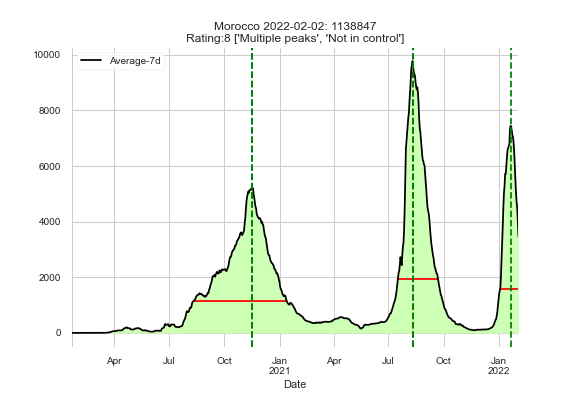 Morocco 2022-02-02: 1138847
Rating:8 ['Multiple peaks', 'Not in control']
Average-7d
10000
8000
6000
4000
2000
0
Apr Jul Oct Jan Apr Jul Oct Jan
2021 2022
Date